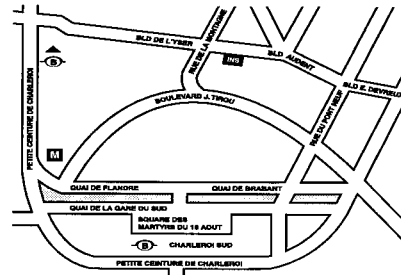 BLD DE L'YSER
RUE DE LA MONTAGNE
INS
BLD AUDENT
BLD E. DEVREUX
B
PETITE CEINTURE DE CHARLEROI
BOULEVARD J. TIROU
RUE DU PONT NEUF
M
QUAI DE FLANDRE
QUAI DE BRABANT
QUAI DE LA GARE DU SUD
SQUARE DES
MARTYRS DU 18 AOUT
B
CHARLEROI SUD
PETITE CEINTURE DE CHARLEROI